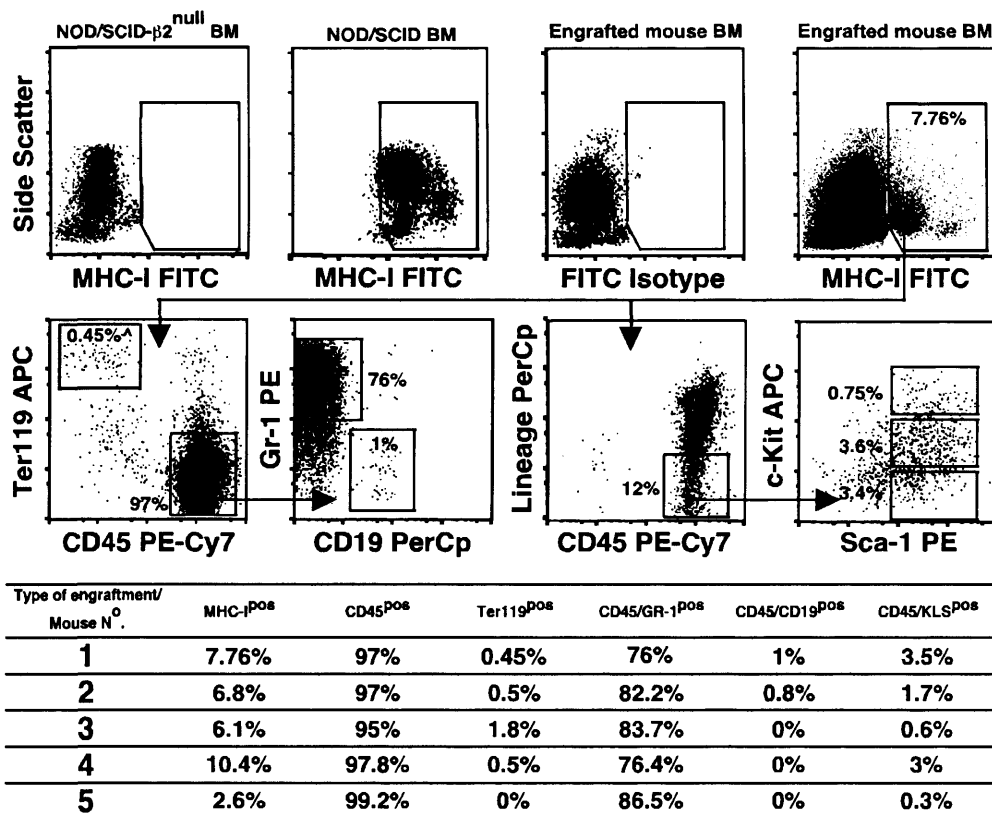 NOD/SCID-β2null BM
NOD/SCID BM
Engrafted mouse BM
Engrafted mouse BM
Side Scatter
7.76%
MHC-I FITC
MHC-I FITC
FITC Isotype
MHC-I FITC
Ter119 APC
0.45%^
97%
CD45 PE-Cy7
Gr-1 PE
76%
1%
CD19 PerCp
Lineage PerCp
12%
CD45 PE-Cy7
c-Kit APC
0.75%
3.6%
3.4%
Sca-1 PE
Type of engraftment/ Mouse No. MHC-Ipos CD45pos Ter119pos CD45/GR-1pos CD45/CD19pos CD45/KLSpos
1 7.76% 97% 0.45% 76% 1% 3.5%
2 6.8% 97% 0.5% 82.2% 0.8% 1.7%
3 6.1% 95% 1.8% 83.7% 0% 0.6%
4 10.4% 97.8% 0.5% 76.4% 0% 3%
5 2.6% 99.2% 0% 86.5% 0% 0.3%